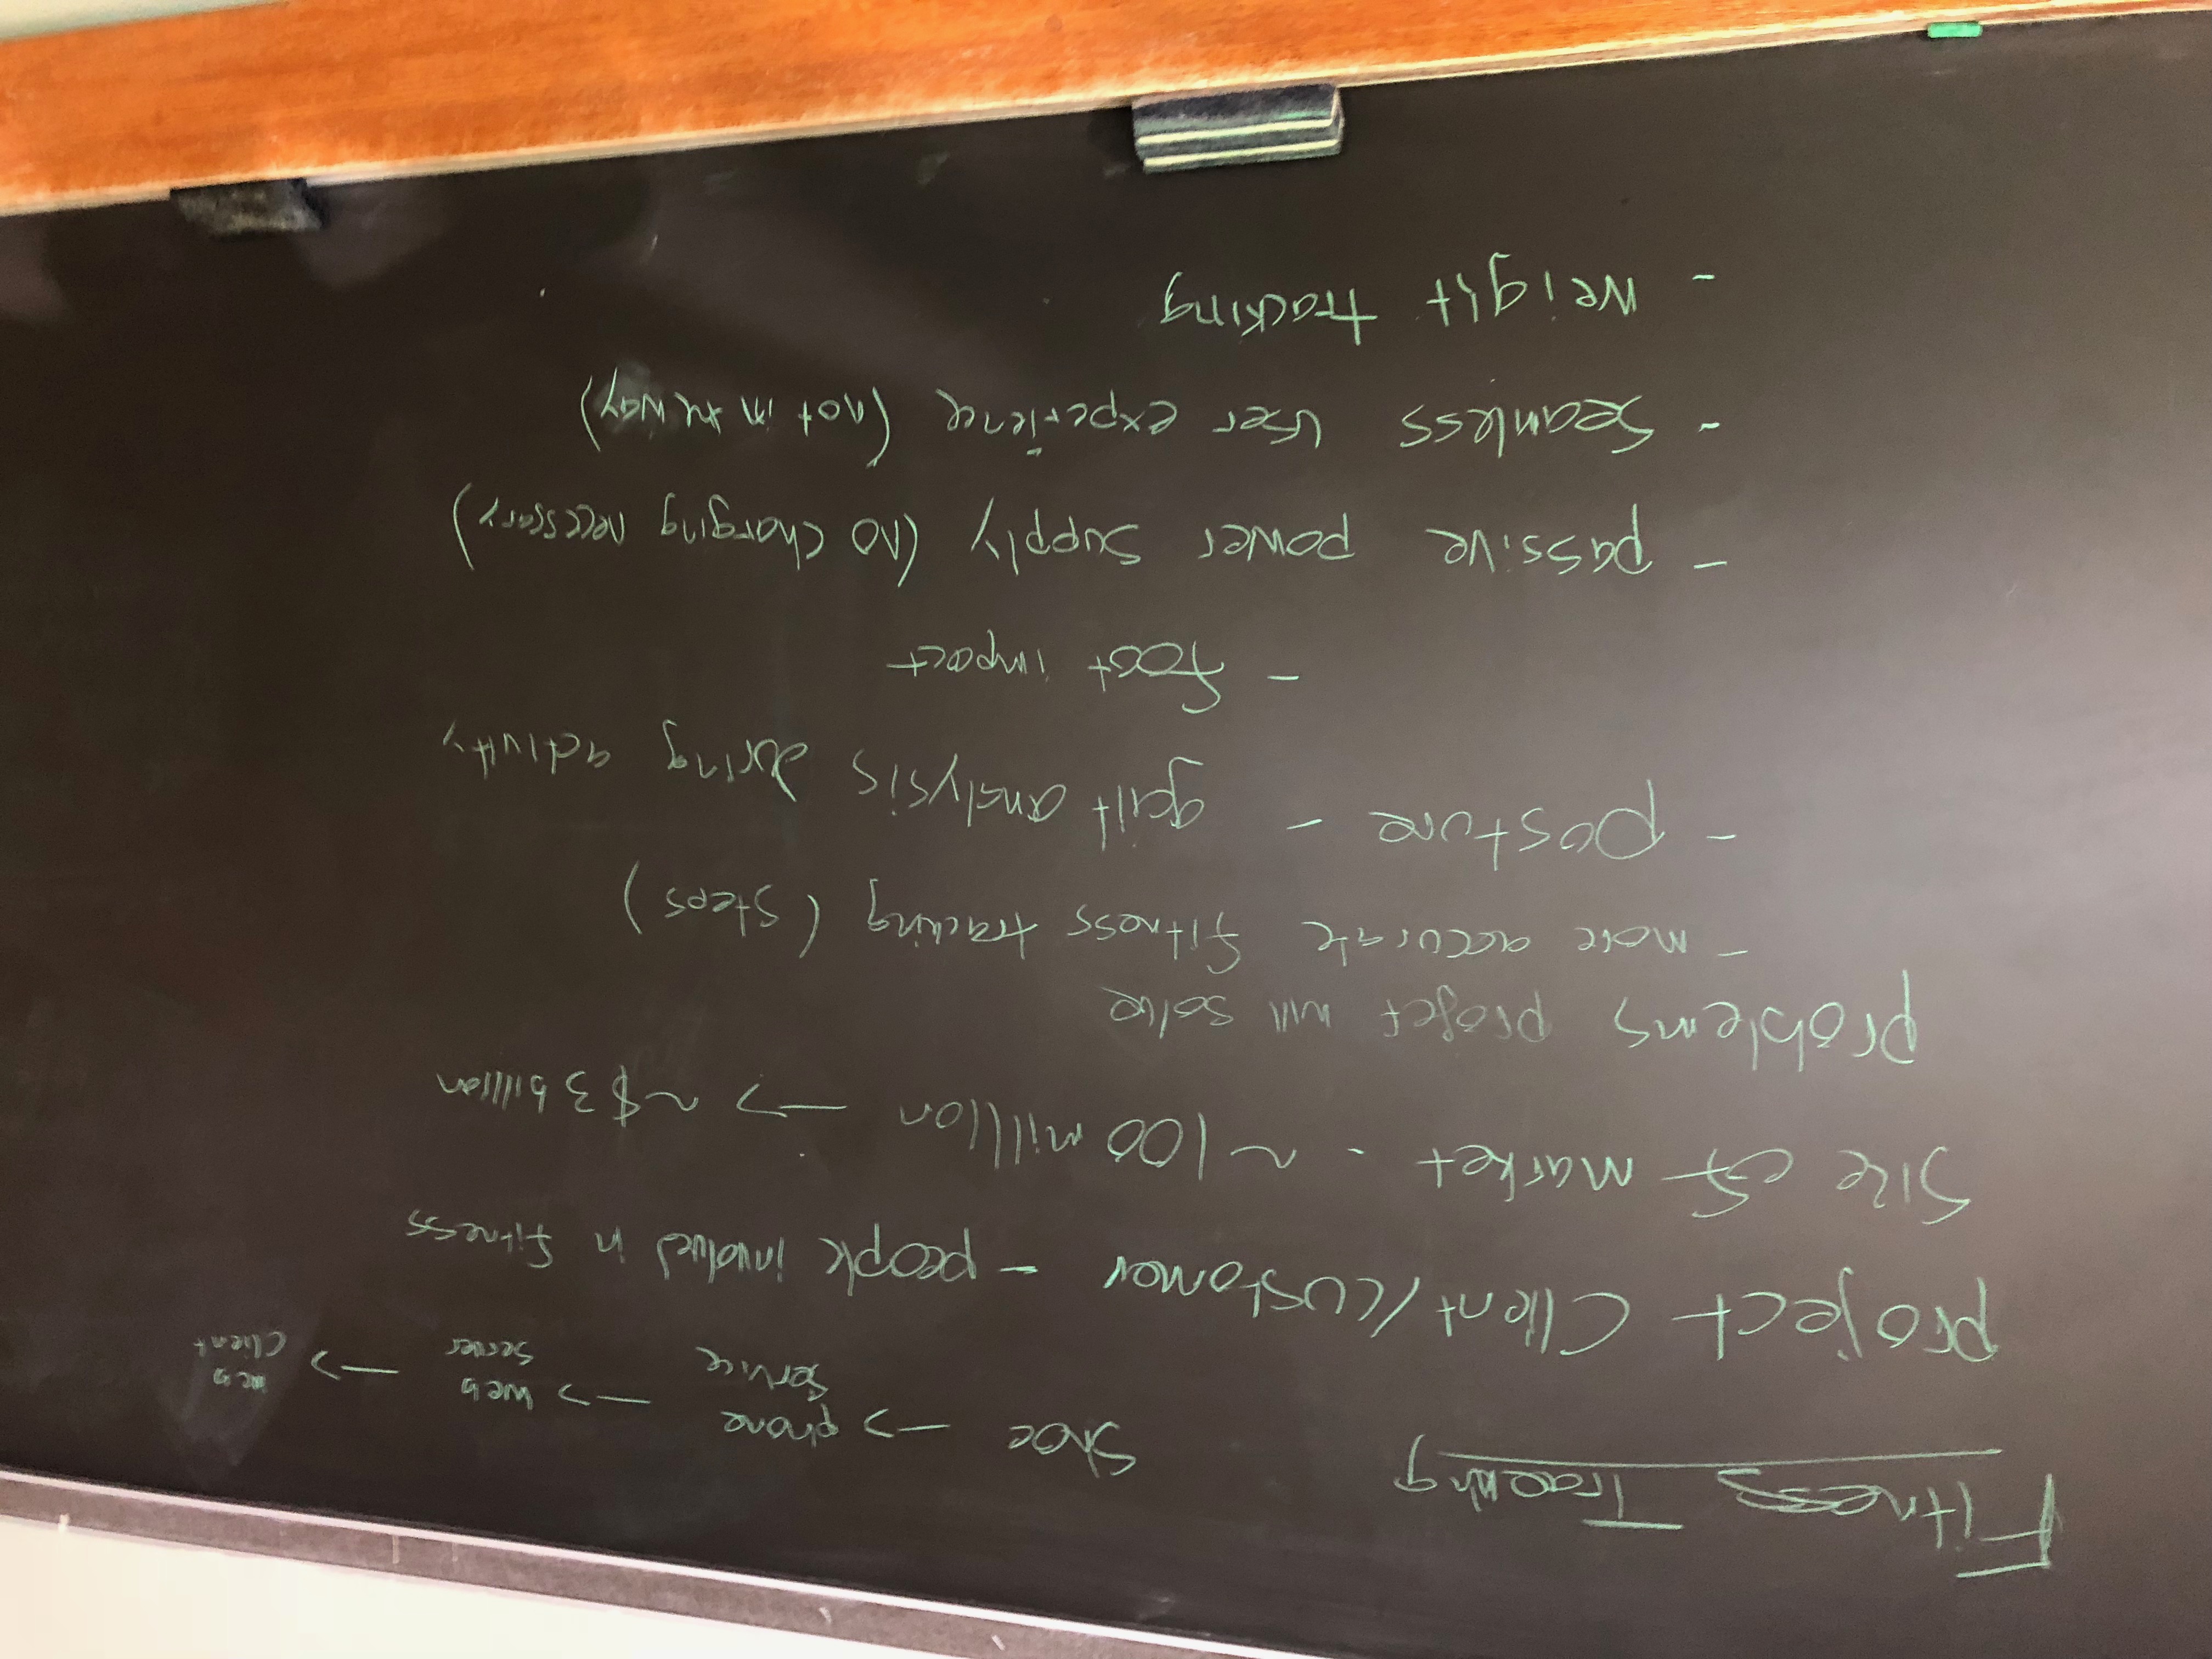 Fitness Tracking
Shoe -> phone service -> web server -> web client
project Client/customer - people involved in fitness
Size of market - ~100 million -> ~$3 billion
problems project will solve
- more accurate fitness tracking (steps)
- posture - gait analysis during activity
- foot impact
- passive power supply (no charging necessary)
- Seamless User experience (not in the way)
- weight tracking